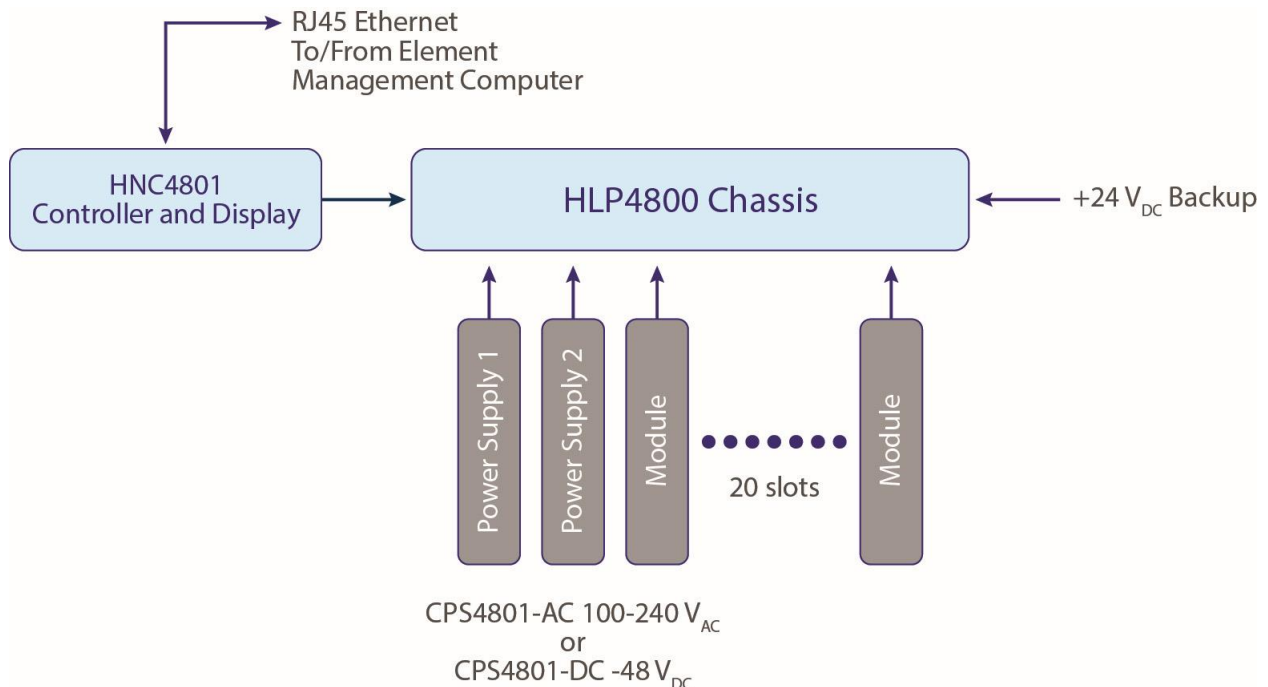 RJ45 Ethernet
To/From Element
Management Computer
HNC4801
Controller and Display
HLP4800 Chassis
+24 VDC Backup
Power Supply 1
Power Supply 2
Module
20 slots
Module
CPS4801-AC 100-240 VAC
or
CPS4801-DC -48 VDC